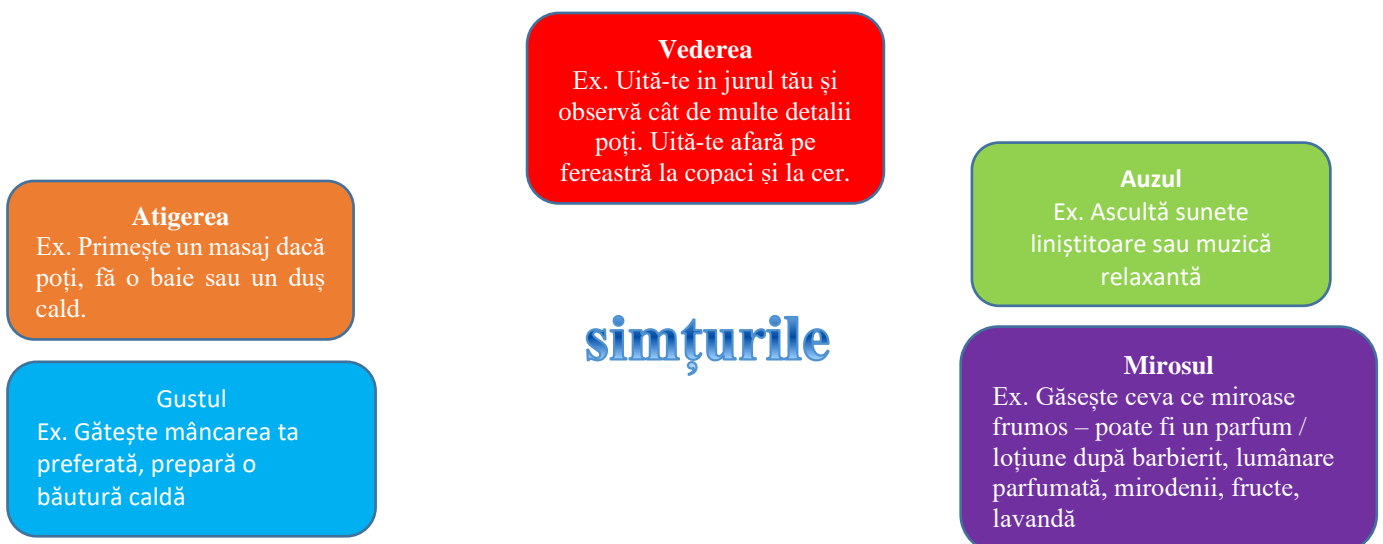 Vederea
Ex. Uită-te in jurul tău și
observă cât de multe detalii
poți. Uită-te afară pe
fereastră la copaci și la cer.
Auzul
Ex. Ascultă sunete
liniștitoare sau muzică
relaxantă
Atigerea
Ex. Primește un masaj dacă
poți, fă o baie sau un duș
cald.
simţurile
Mirosul
Ex. Găsește ceva ce miroase
frumos – poate fi un parfum /
loțiune după barbierit, lumânare
parfumată, mirodenii, fructe,
lavandă
Gustul
Ex. Gătește mâncarea ta
preferată, prepară o
băutură caldă